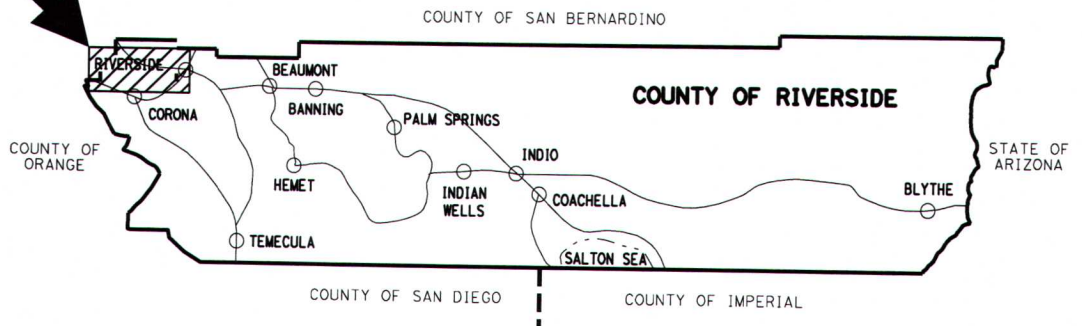 COUNTY OF SAN BERNARDINO
RIVERSIDE
BEAUMONT
BANNING
COUNTY OF RIVERSIDE
CORONA
PALM SPRINGS
COUNTY OF
ORANGE
STATE OF
ARIZONA
INDIO
HEMET
INDIAN
WELLS
COACHELLA
BLYTHE
TEMECULA
SALTON SEA
COUNTY OF SAN DIEGO
COUNTY OF IMPERIAL